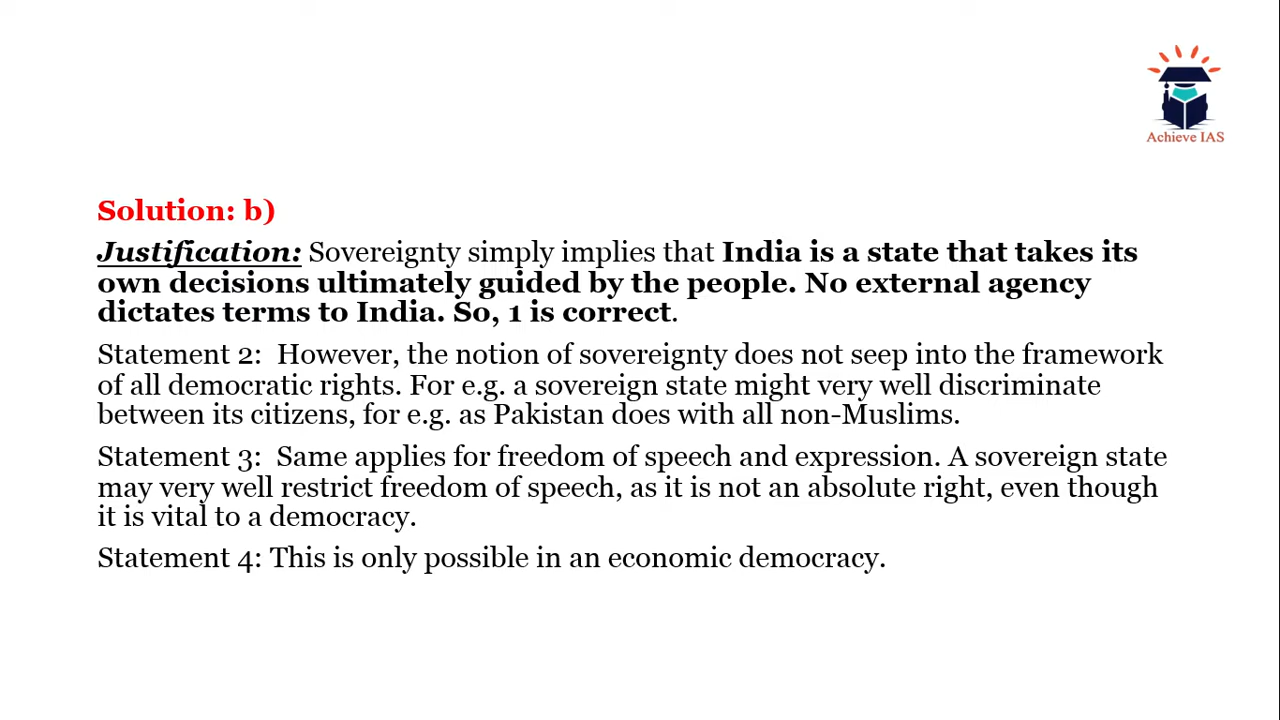 Achieve IAS
Solution: b)
Justification: Sovereignty simply implies that India is a state that takes its
own decisions ultimately guided by the people. No external agency
dictates terms to India. So, 1 is correct.
Statement 2:  However, the notion of sovereignty does not seep into the framework
of all democratic rights. For e.g. a sovereign state might very well discriminate
between its citizens, for e.g. as Pakistan does with all non-Muslims.
Statement 3:  Same applies for freedom of speech and expression. A sovereign state
may very well restrict freedom of speech, as it is not an absolute right, even though
it is vital to a democracy.
Statement 4: This is only possible in an economic democracy.